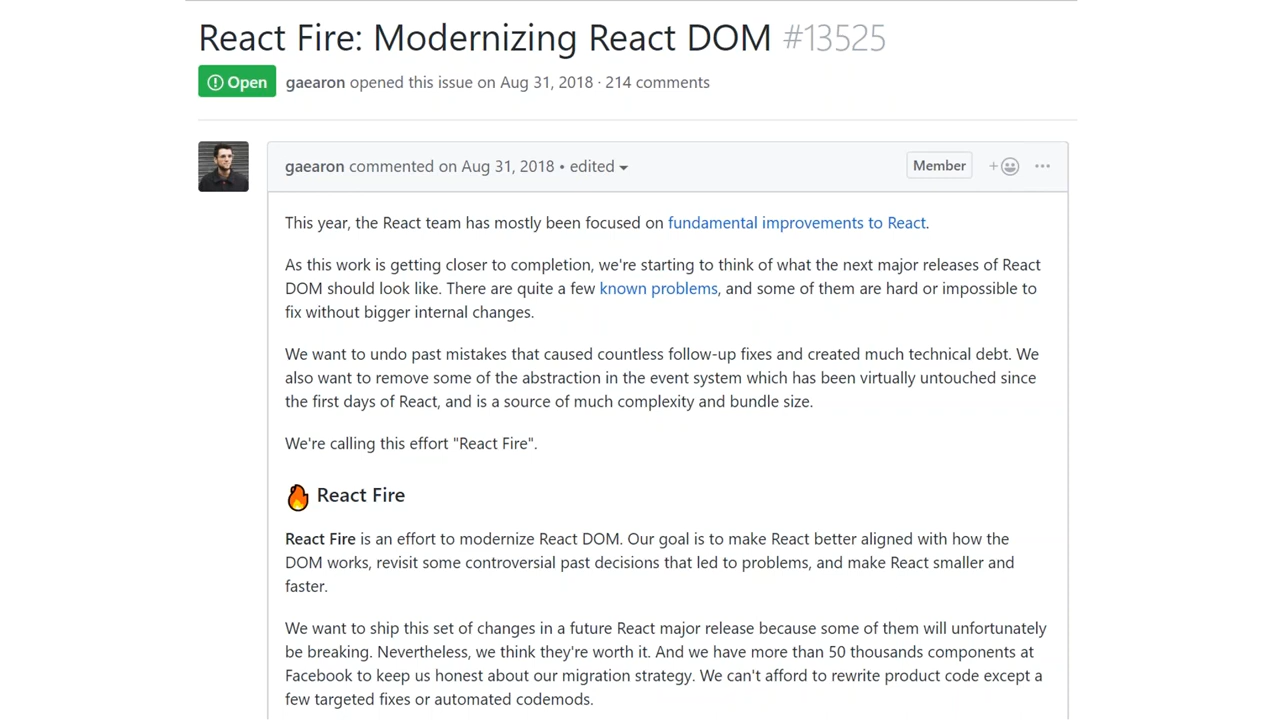 React Fire: Modernizing React DOM #13525
Open gaearon opened this issue on Aug 31, 2018 · 214 comments
gaearon commented on Aug 31, 2018 • edited
Member
This year, the React team has mostly been focused on fundamental improvements to React.
As this work is getting closer to completion, we're starting to think of what the next major releases of React
DOM should look like. There are quite a few known problems, and some of them are hard or impossible to
fix without bigger internal changes.
We want to undo past mistakes that caused countless follow-up fixes and created much technical debt. We
also want to remove some of the abstraction in the event system which has been virtually untouched since
the first days of React, and is a source of much complexity and bundle size.
We're calling this effort "React Fire".
React Fire
React Fire is an effort to modernize React DOM. Our goal is to make React better aligned with how the
DOM works, revisit some controversial past decisions that led to problems, and make React smaller and
faster.
We want to ship this set of changes in a future React major release because some of them will unfortunately
be breaking. Nevertheless, we think they're worth it. And we have more than 50 thousands components at
Facebook to keep us honest about our migration strategy. We can't afford to rewrite product code except a
few targeted fixes or automated codemods.